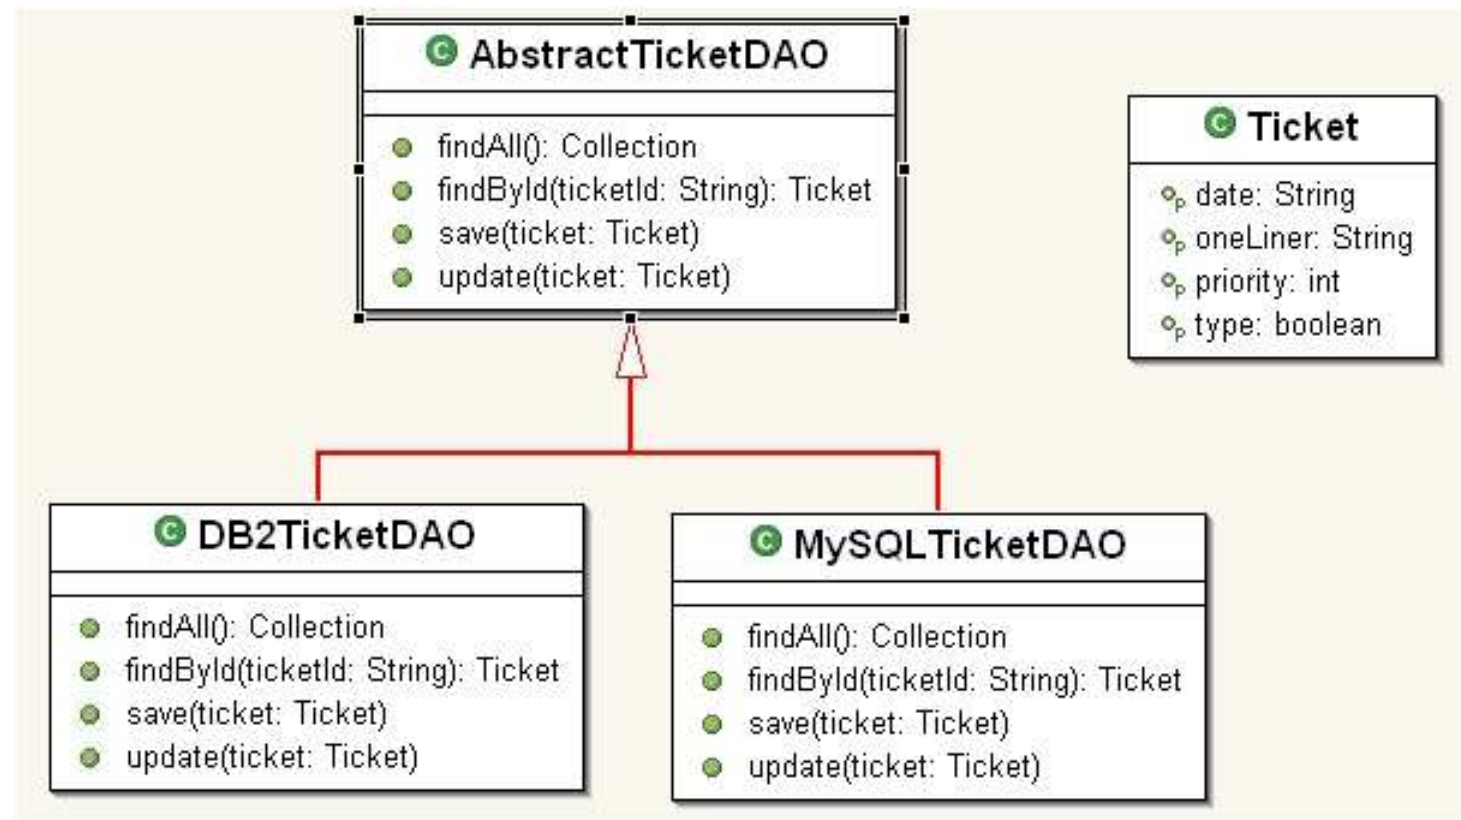 AbstractTicketDAO
findAll(): Collection
findById(ticketId: String): Ticket
save(ticket: Ticket)
update(ticket: Ticket)
Ticket
date: String
oneLiner: String
priority: int
type: boolean
DB2TicketDAO
findAll(): Collection
findById(ticketId: String): Ticket
save(ticket: Ticket)
update(ticket: Ticket)
MySQLTicketDAO
findAll(): Collection
findById(ticketId: String): Ticket
save(ticket: Ticket)
update(ticket: Ticket)